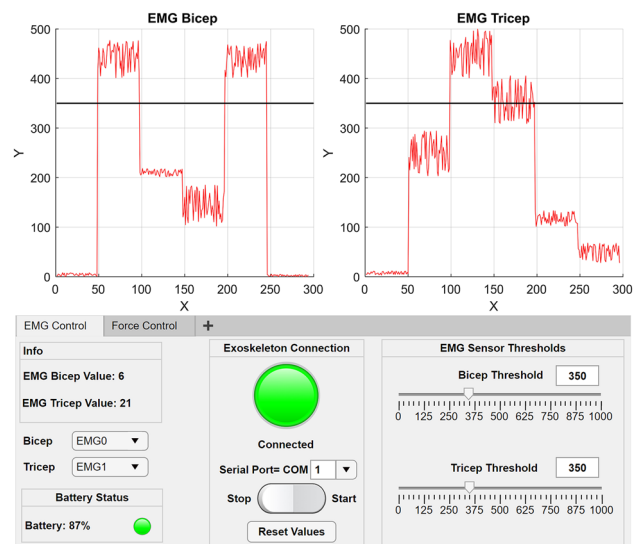 EMG Bicep
500
400
300
200
100
0
Y
0 50 100 150 200 250 300
X
EMG Tricep
500
400
300
200
100
0
Y
0 50 100 150 200 250 300
X
EMG Control
Force Control
+
Info
EMG Bicep Value: 6
EMG Tricep Value: 21
Bicep EMG0
Tricep EMG1
Battery Status
Battery: 87%
Exoskeleton Connection
Connected
Serial Port= COM 1
Stop Start
Reset Values
EMG Sensor Thresholds
Bicep Threshold 350
0 125 250 375 500 625 750 875 1000
Tricep Threshold 350
0 125 250 375 500 625 750 875 1000